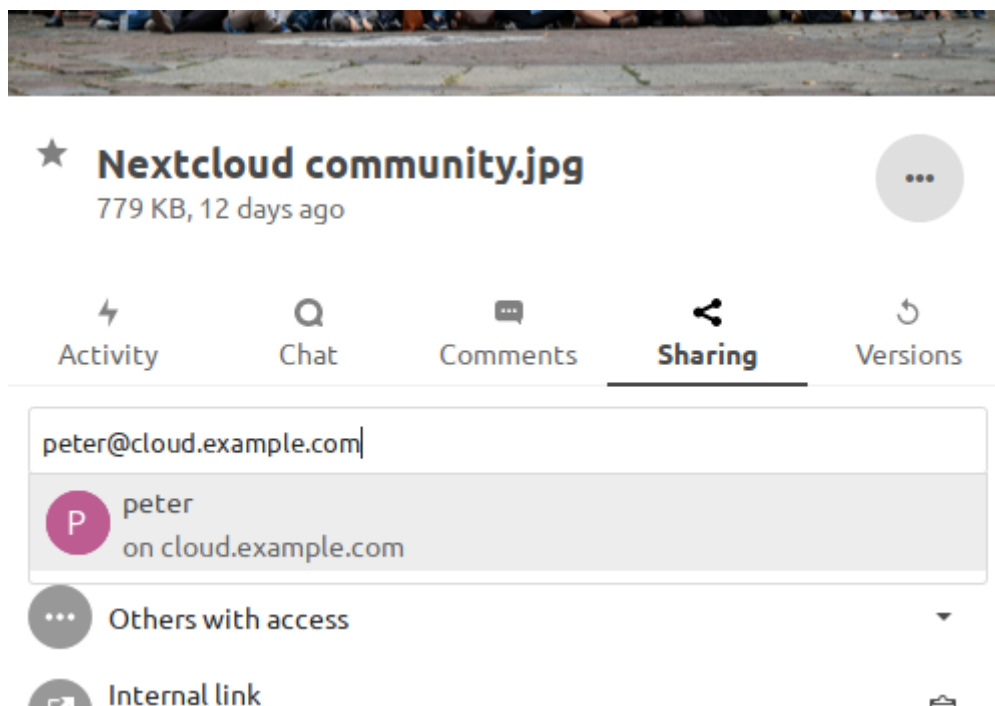 Nextcloud community.jpg
779 KB, 12 days ago
Activity Chat Comments Sharing Versions
peter@cloud.example.com
P
peter
on cloud.example.com
Others with access
Internal link